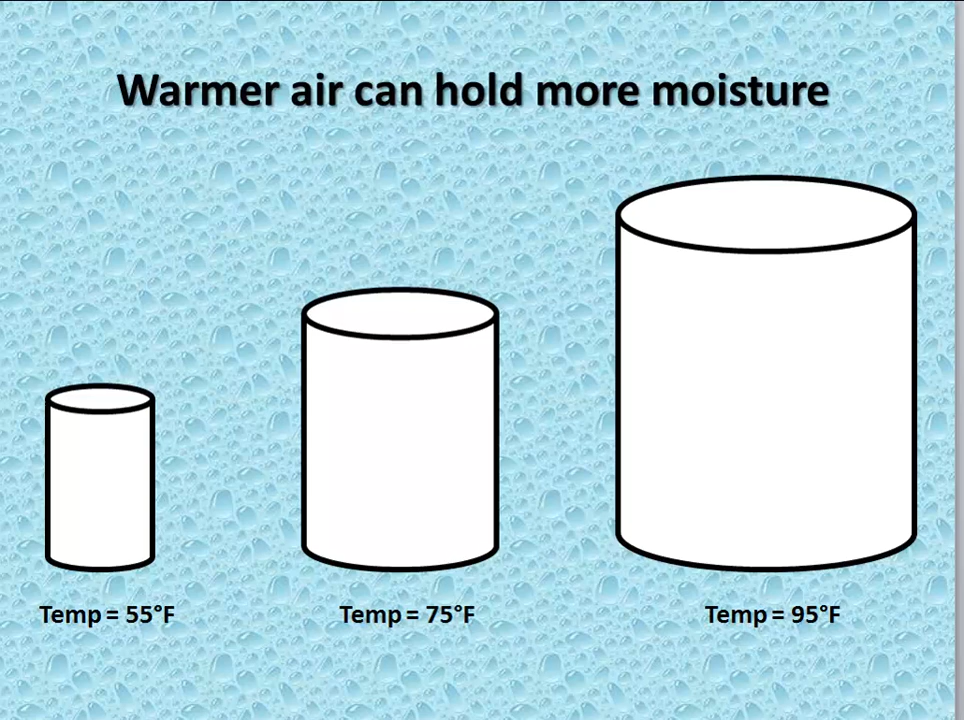 Warmer air can hold more moisture
Temp = 55°F
Temp = 75°F
Temp = 95°F